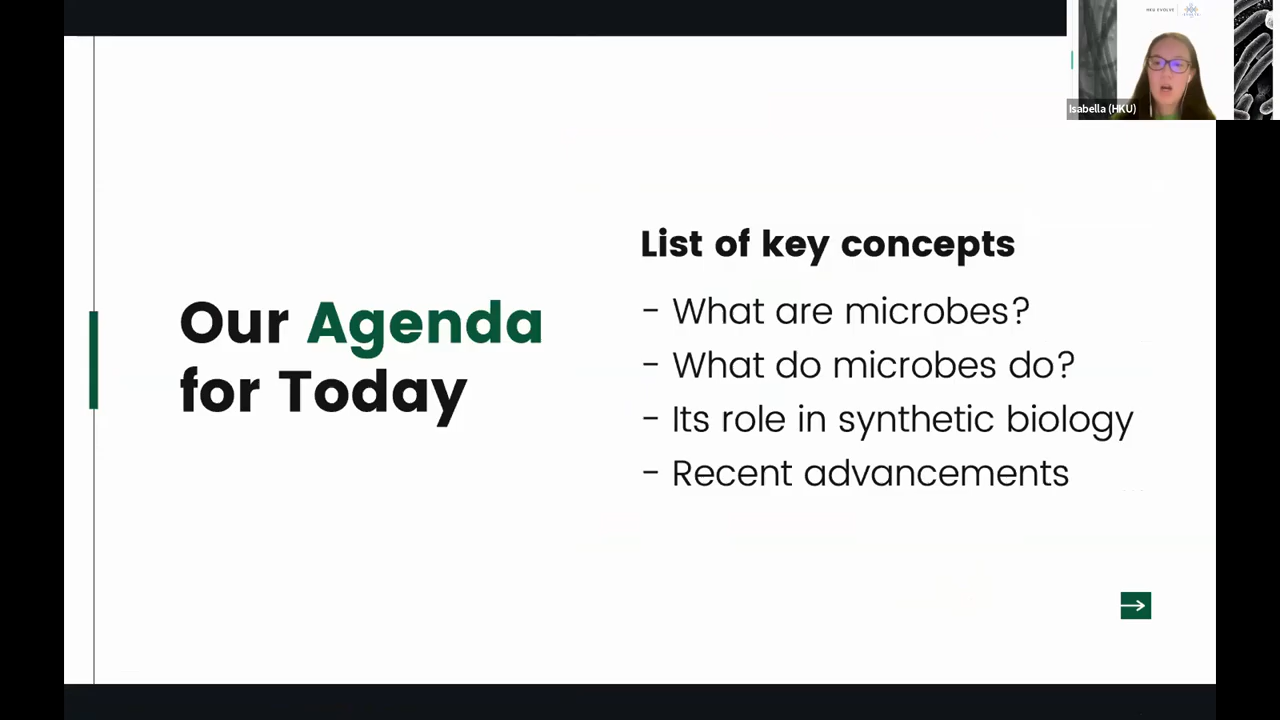 Isabella (HKU)
Our Agenda
for Today
List of key concepts
- What are microbes?
- What do microbes do?
- Its role in synthetic biology
- Recent advancements